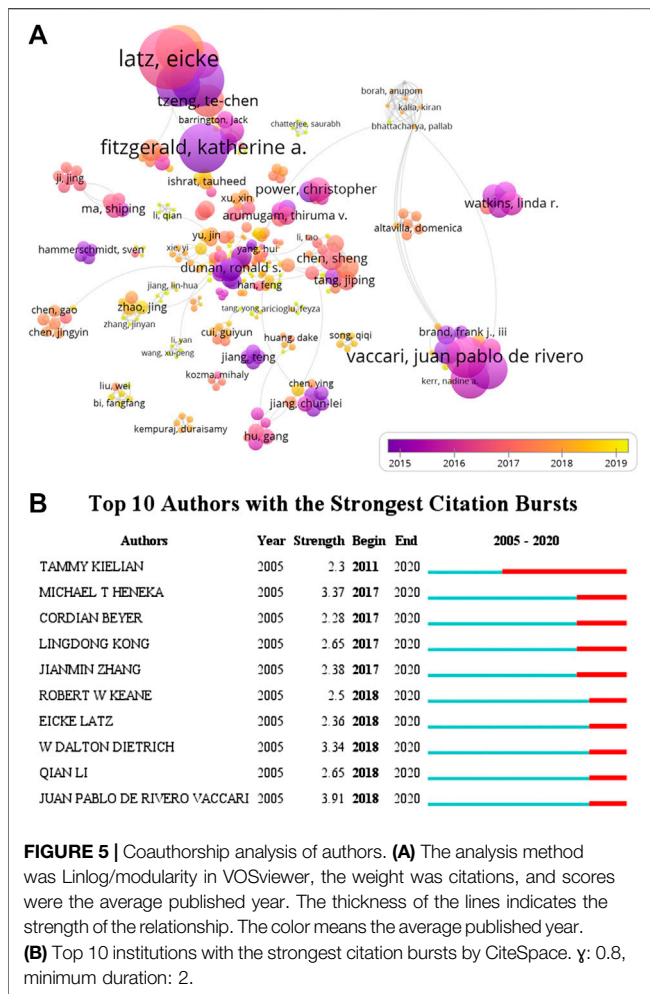 A
latz, eicke
tzeng, te-chen
barrington, jack
fitzgerald, katherine a.
chatterjee, saurabh
borah, anupom
kalia, kiran
bhattacharya, pallab
ji, jing
ishrat, tauheed
xu, xin
power, christopher
ma, shiping
li, qian
arumugam, thiruma v.
watkins, linda r.
altavilla, domenica
hammerschmidt, sven
xie, yi
yu, jin
yang, hui
li, tao
chen, sheng
duman, ronald s.
han, feng
tang, jiping
jiang, lin-hua
chen, gao
chen, jingyin
zhao, jing
zhang, jinyan
tang, yong
aricioglu, feyza
li, yan
wang, xu-peng
cui, guiyun
huang, dake
song, qiqi
brand, frank j., iii
vaccari, juan pablo de rivero
kerr, nadine a.
jiang, teng
kozma, mihaly
chen, ying
jiang, chun-lei
liu, wei
bi, fangfang
kempuraj, duraisamy
hu, gang
2015 2016 2017 2018 2019
B Top 10 Authors with the Strongest Citation Bursts
Authors Year Strength Begin End 2005 - 2020
TAMMY KIELIAN 2005 2.3 2011 2020
MICHAEL T HENEKA 2005 3.37 2017 2020
CORDIAN BEYER 2005 2.28 2017 2020
LINGDONG KONG 2005 2.65 2017 2020
JIANMIN ZHANG 2005 2.38 2017 2020
ROBERT W KEANE 2005 2.5 2018 2020
EICKE LATZ 2005 2.36 2018 2020
W DALTON DIETRICH 2005 3.34 2018 2020
QIAN LI 2005 2.65 2018 2020
JUAN PABLO DE RIVERO VACCARI 2005 3.91 2018 2020
FIGURE 5 | Coauthorship analysis of authors. (A) The analysis method
was Linlog/modularity in VOSviewer, the weight was citations, and scores
were the average published year. The thickness of the lines indicates the
strength of the relationship. The color means the average published year.
(B) Top 10 institutions with the strongest citation bursts by CiteSpace. γ: 0.8,
minimum duration: 2.